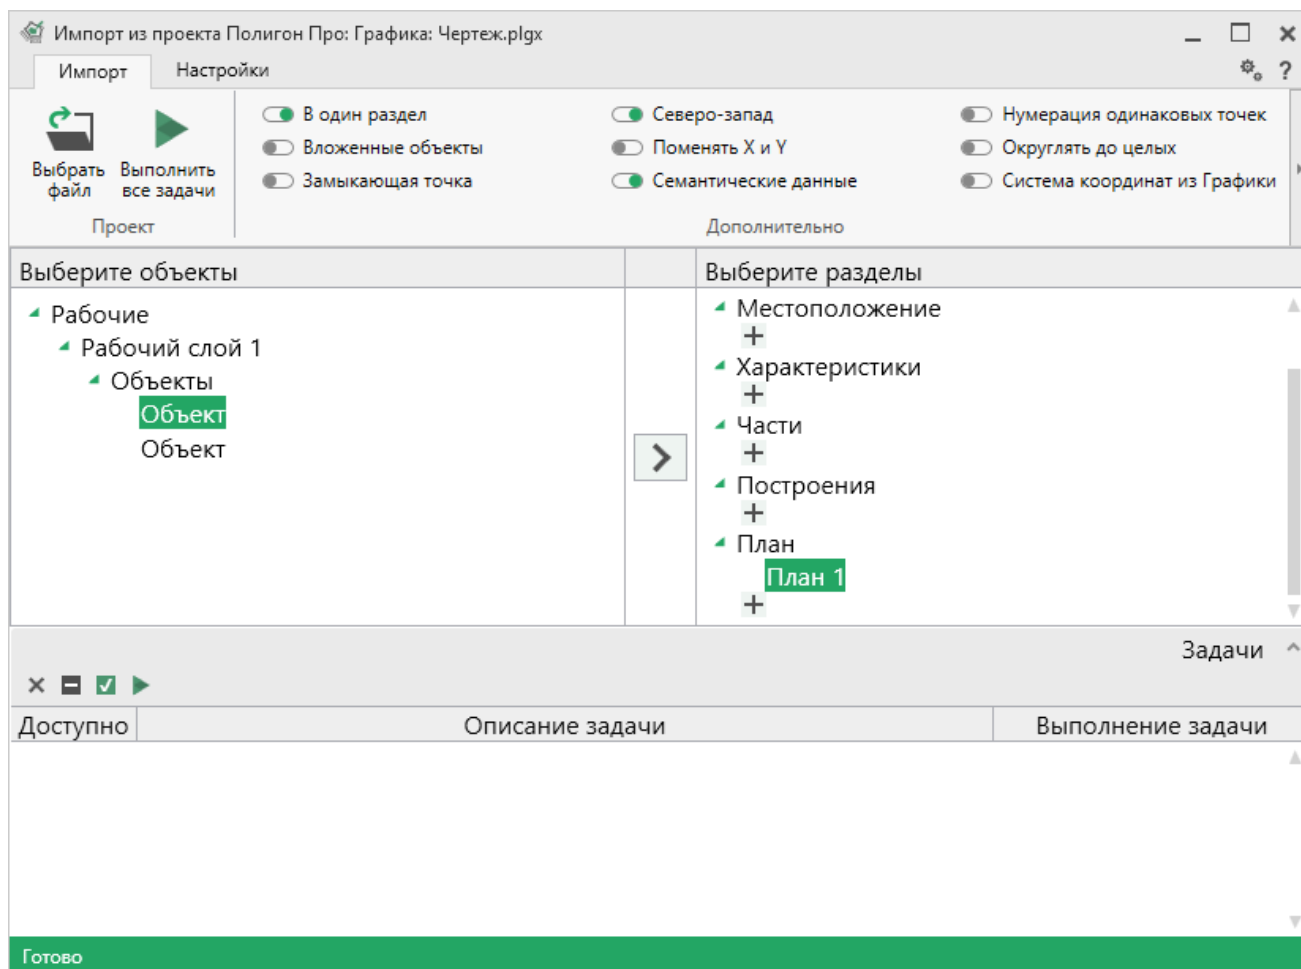 Импорт из проекта Полигон Про: Графика: Чертеж.plgx
Импорт Настройки
?
Выбрать файл
Выполнить все задачи
Проект
В один раздел
Вложенные объекты
Замыкающая точка
Северо-запад
Поменять X и Y
Семантические данные
Нумерация одинаковых точек
Округлять до целых
Система координат из Графики
Дополнительно
Выберите объекты
Рабочие
Рабочий слой 1
Объекты
Объект
Объект
Выберите разделы
Местоположение
Характеристики
Части
Построения
План
План 1
Задачи
Доступно Описание задачи Выполнение задачи
Готово